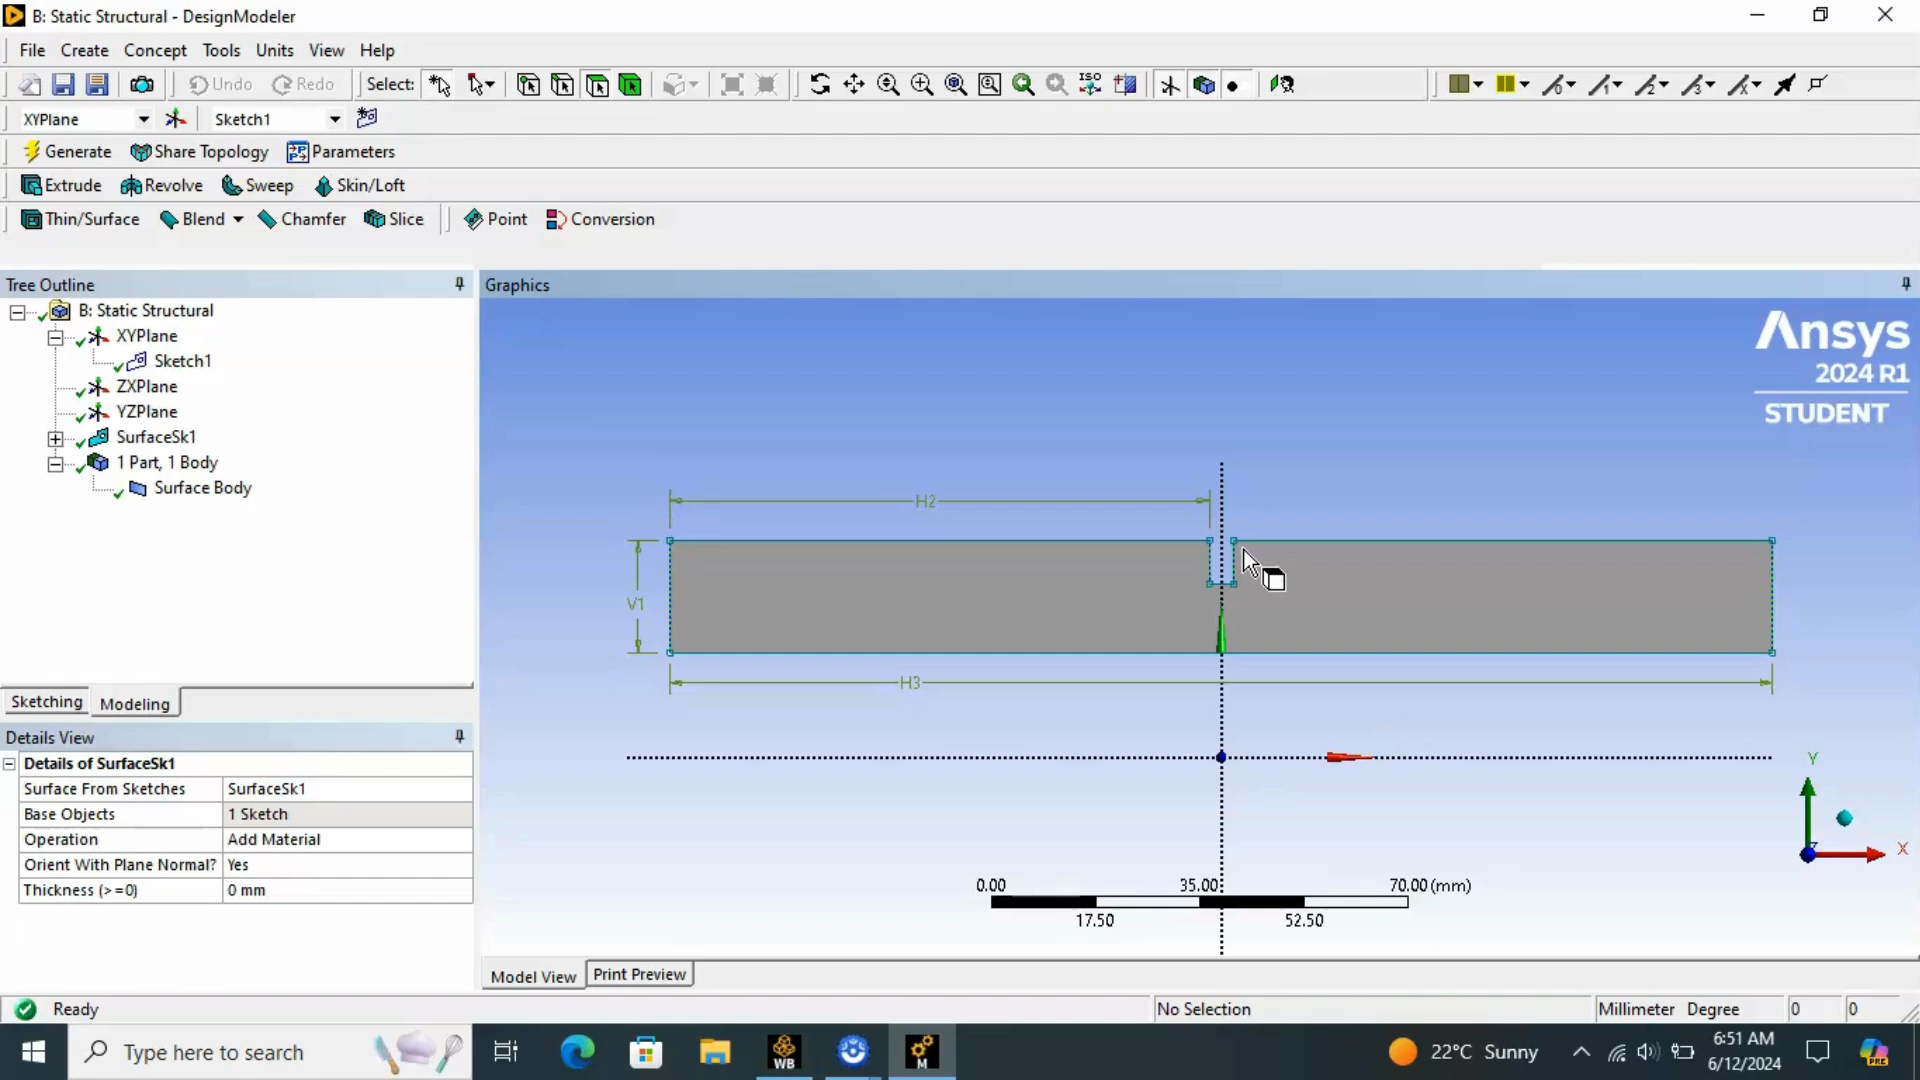 B: Static Structural - DesignModeler
File Create Concept Tools Units View Help
Undo Redo Select: ISO
XYPlane Sketch1
Generate Share Topology Parameters
Extrude Revolve Sweep Skin/Loft
Thin/Surface Blend Chamfer Slice Point Conversion
Tree Outline
B: Static Structural
XYPlane
Sketch1
ZXPlane
YZPlane
SurfaceSk1
1 Part, 1 Body
Surface Body
Sketching Modeling
Details View
Details of SurfaceSk1
Surface From Sketches SurfaceSk1
Base Objects 1 Sketch
Operation Add Material
Orient With Plane Normal? Yes
Thickness (>=0) 0 mm
Graphics
Ansys
2024 R1
STUDENT
H2
V1
H3
Y
X
0.00 35.00 70.00 (mm)
17.50 52.50
Model View Print Preview
Ready No Selection Millimeter Degree 0 0
Type here to search
WB
M
22°C Sunny
6:51 AM
6/12/2024
PRE